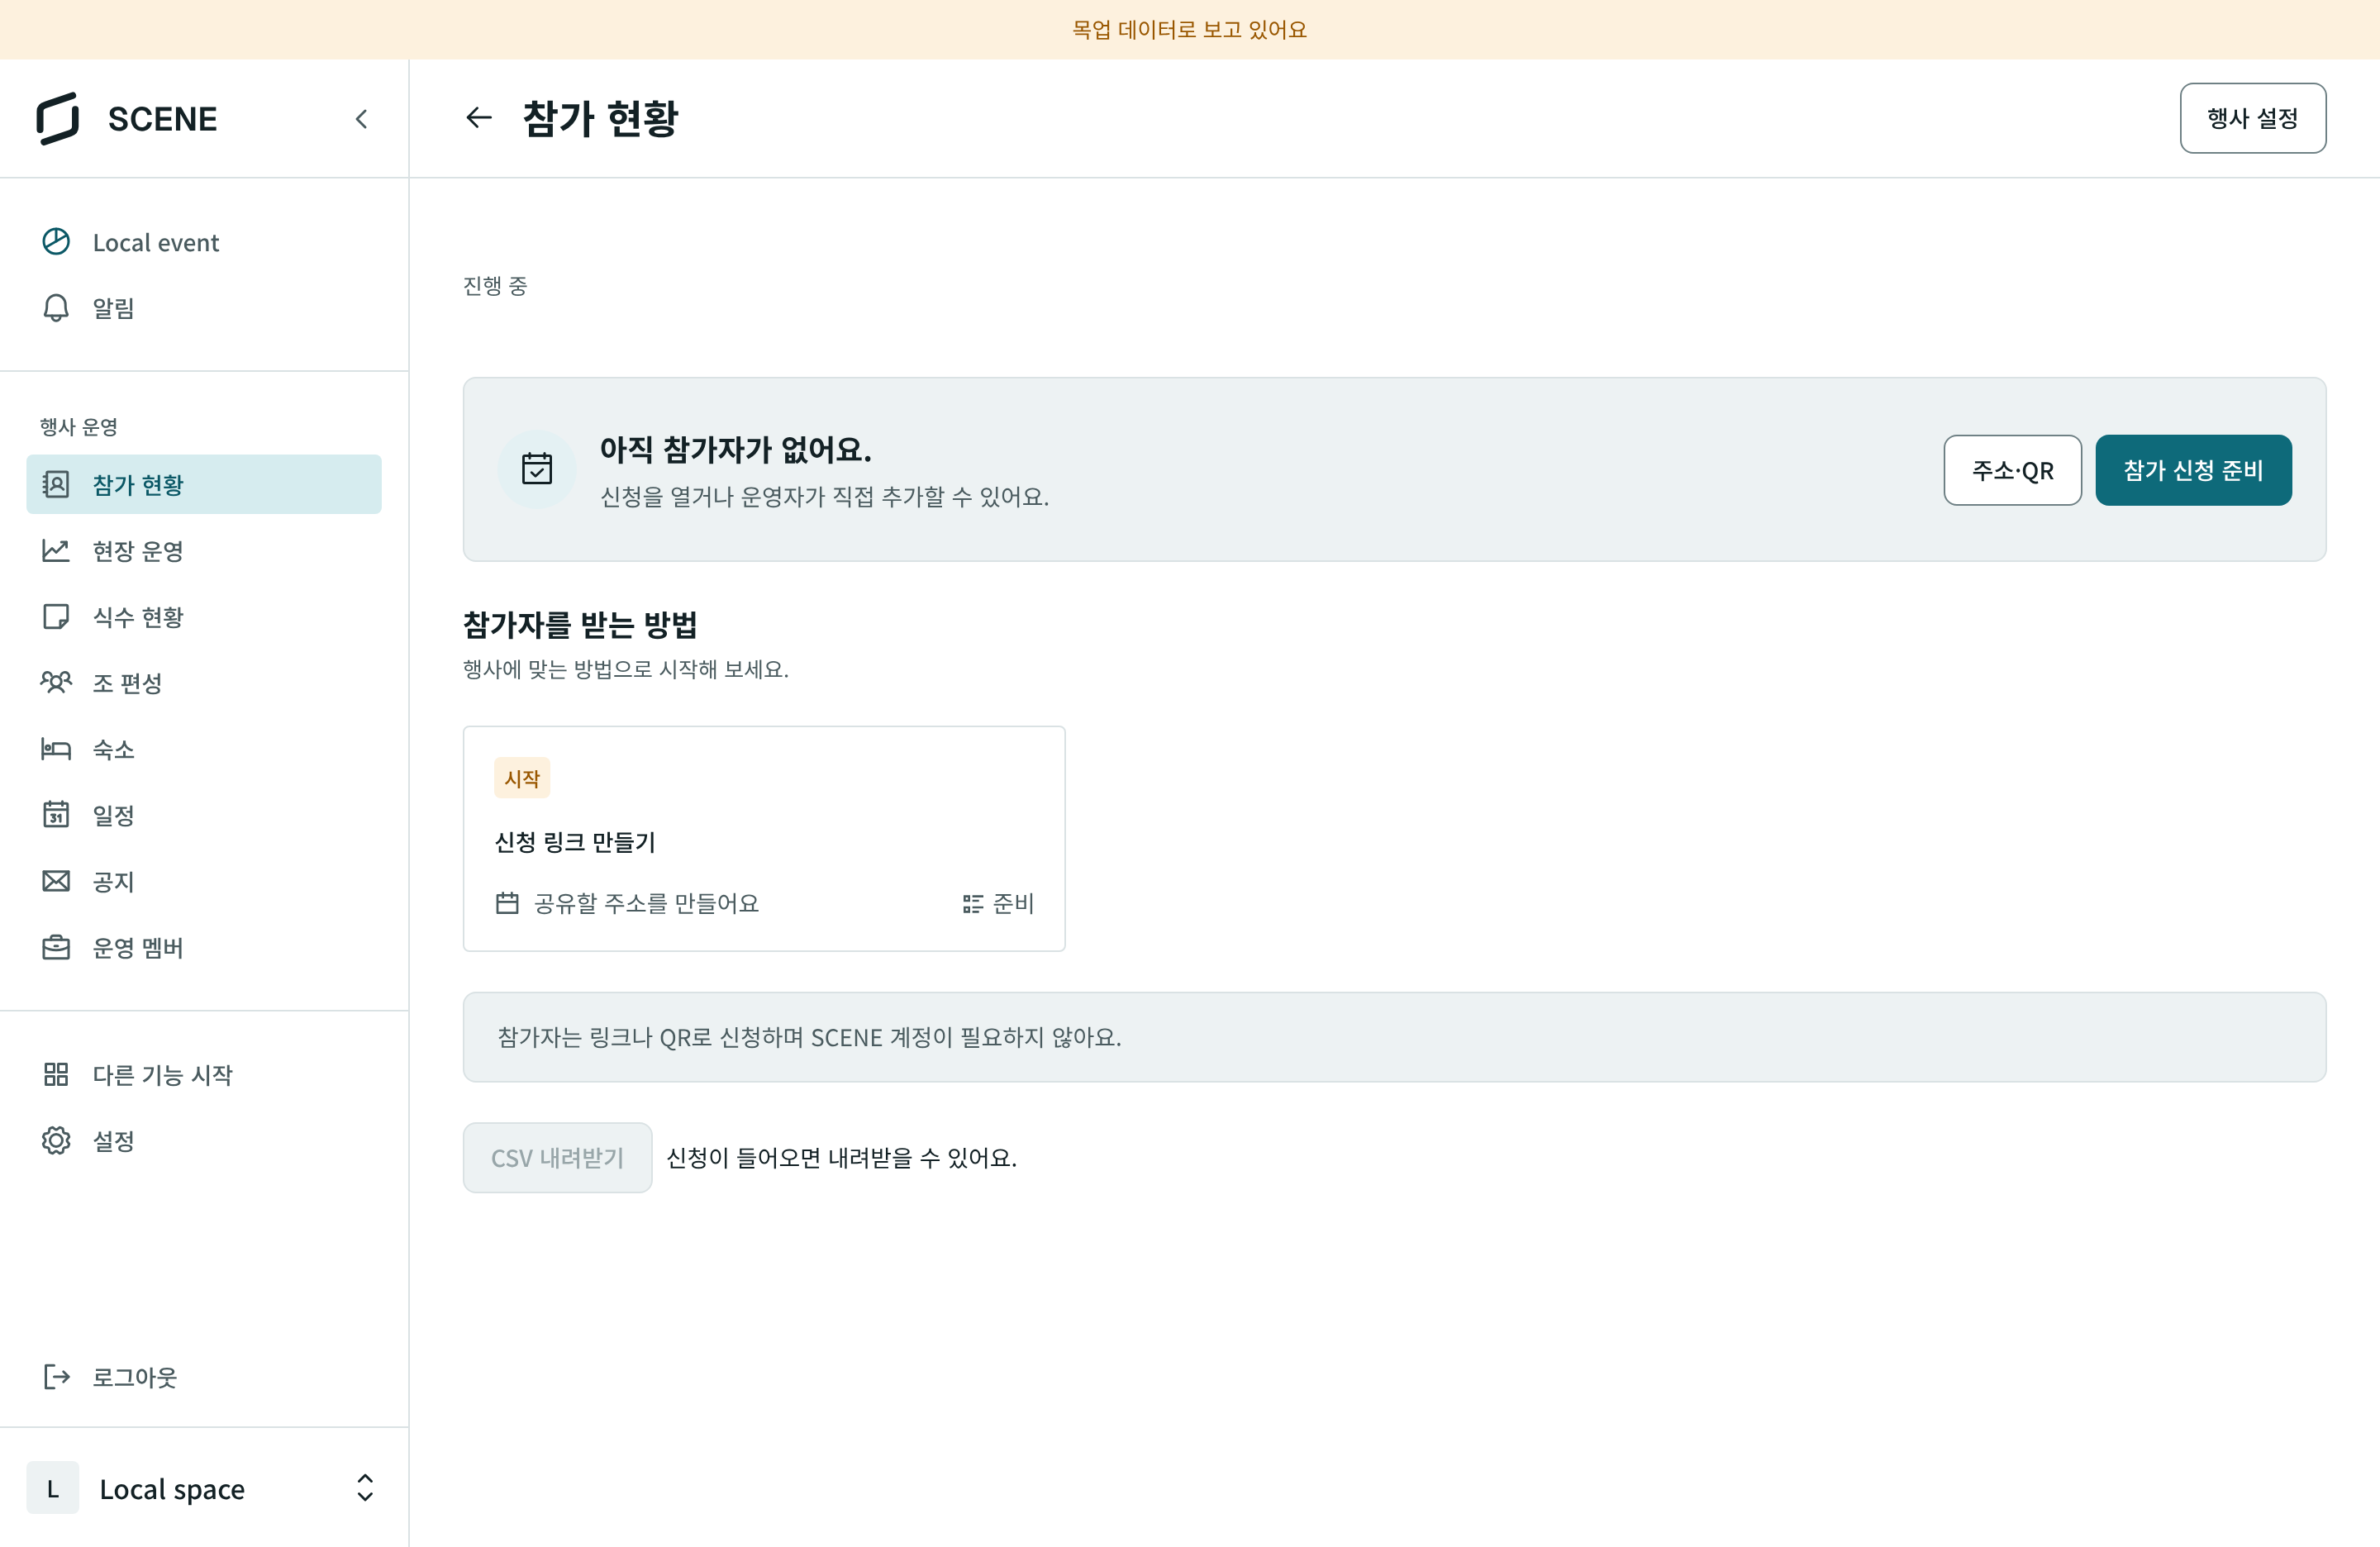 목업 데이터로 보고 있어요
SCENE
참가 현황
행사 설정
Local event
알림
행사 운영
참가 현황
현장 운영
식수 현황
조 편성
숙소
31
일정
공지
운영 멤버
다른 기능 시작
설정
로그아웃
L
Local space
진행 중
아직 참가자가 없어요.
신청을 열거나 운영자가 직접 추가할 수 있어요.
주소·QR
참가 신청 준비
참가자를 받는 방법
행사에 맞는 방법으로 시작해 보세요.
시작
신청 링크 만들기
공유할 주소를 만들어요
준비
참가자는 링크나 QR로 신청하며 SCENE 계정이 필요하지 않아요.
CSV 내려받기
신청이 들어오면 내려받을 수 있어요.